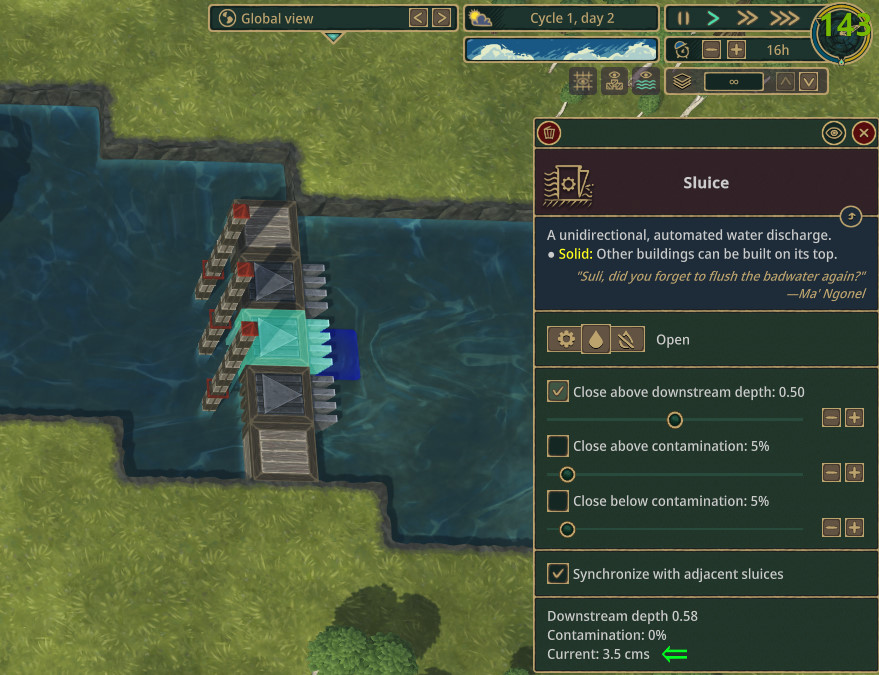 Global view
Cycle 1, day 2
143
16h
∞
Sluice
A unidirectional, automated water discharge.
● Solid: Other buildings can be built on its top.
"Suli, did you forget to flush the badwater again?"
—Ma' Ngonel
Open
Close above downstream depth: 0.50
Close above contamination: 5%
Close below contamination: 5%
Synchronize with adjacent sluices
Downstream depth 0.58
Contamination: 0%
Current: 3.5 cms